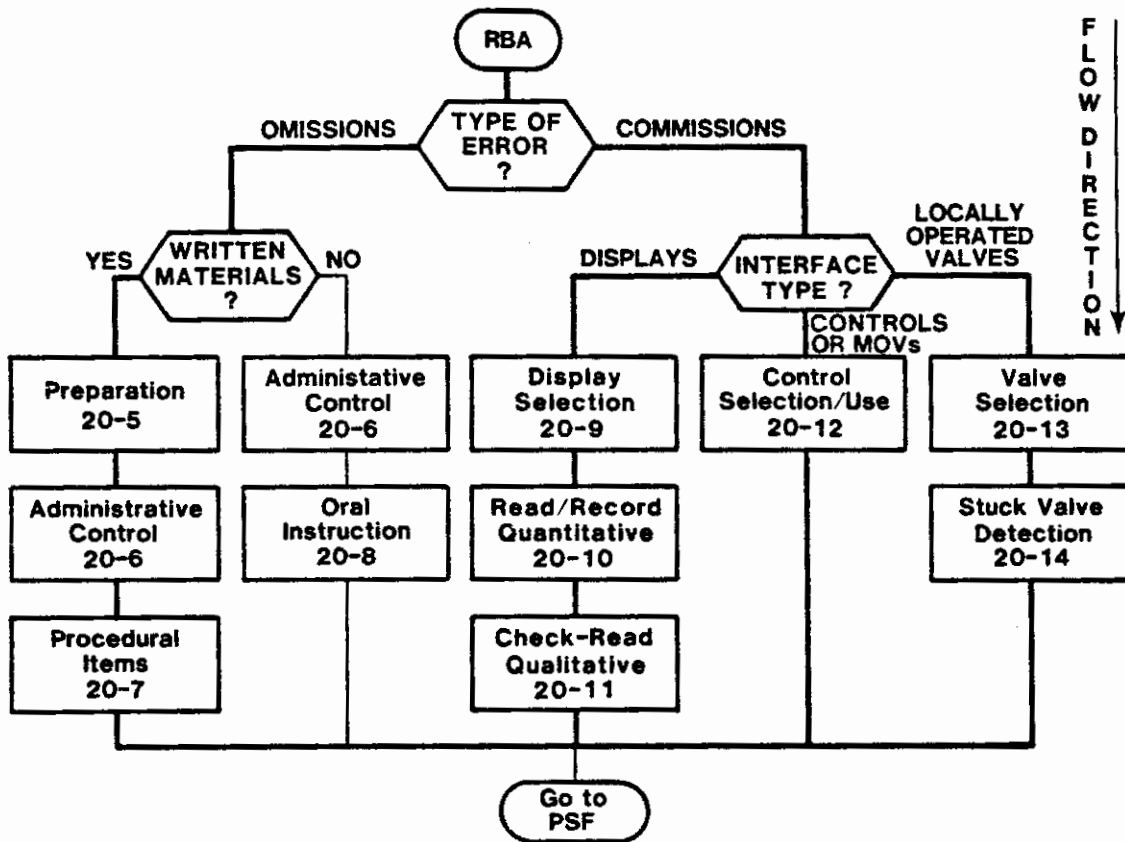 RBA
FLOW DIRECTION
TYPE OF
ERROR
?
OMISSIONS
COMMISSIONS
WRITTEN
MATERIALS
?
YES
NO
INTERFACE
TYPE ?
DISPLAYS
LOCALLY
OPERATED
VALVES
CONTROLS
OR MOVs
Preparation
20-5
Administative
Control
20-6
Display
Selection
20-9
Control
Selection/Use
20-12
Valve
Selection
20-13
Administrative
Control
20-6
Oral
Instruction
20-8
Read/Record
Quantitative
20-10
Stuck Valve
Detection
20-14
Procedural
Items
20-7
Check-Read
Qualitative
20-11
Go to
PSF